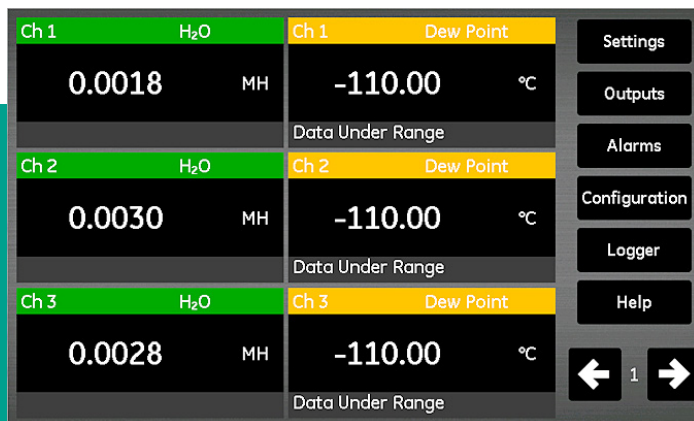 Ch 1 H₂O
0.0018 MH
Ch 1 Dew Point
-110.00 °C
Data Under Range
Ch 2 H₂O
0.0030 MH
Ch 2 Dew Point
-110.00 °C
Data Under Range
Ch 3 H₂O
0.0028 MH
Ch 3 Dew Point
-110.00 °C
Data Under Range
Settings
Outputs
Alarms
Configuration
Logger
Help
1